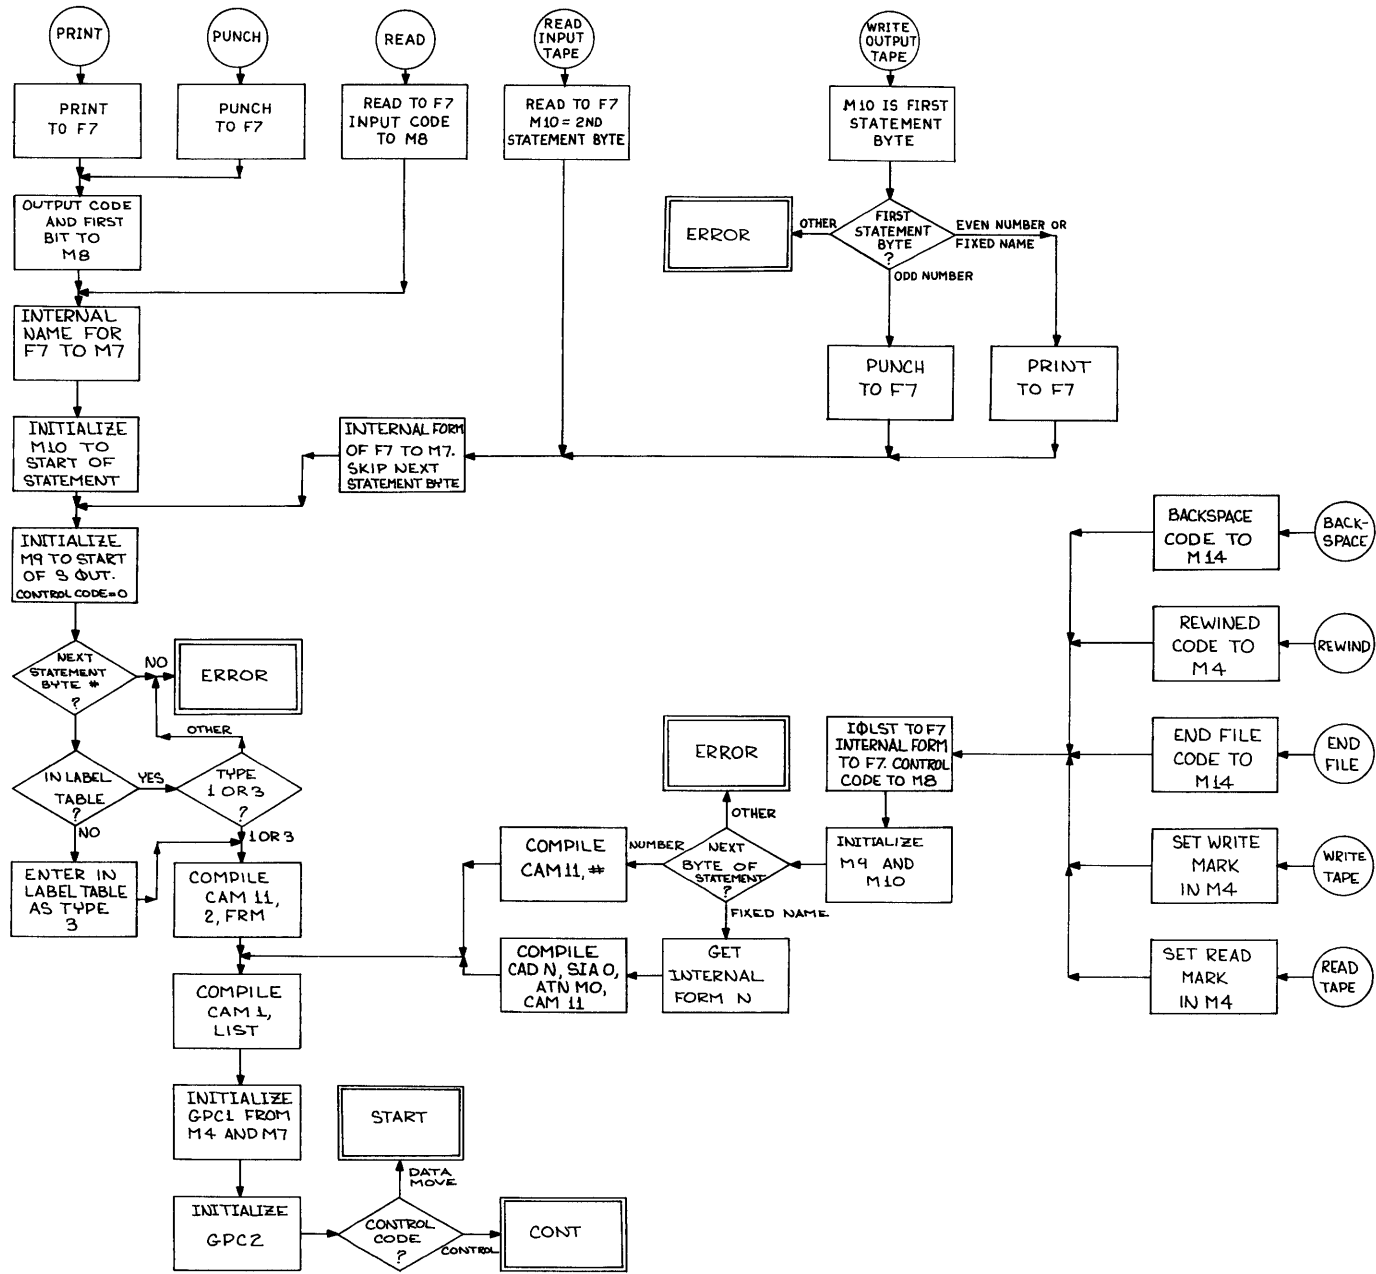 PRINT
PUNCH
READ
READ
INPUT
TAPE
WRITE
OUTPUT
TAPE
PRINT
TO F7
PUNCH
TO F7
READ TO F7
INPUT CODE
TO M8
READ TO F7
M10 = 2ND
STATEMENT BYTE
M10 IS FIRST
STATEMENT
BYTE
OUTPUT CODE
AND FIRST
BIT TO
M8
ERROR
OTHER
FIRST
STATEMENT
BYTE
?
EVEN NUMBER OR
FIXED NAME
ODD NUMBER
INTERNAL
NAME FOR
F7 TO M7
PUNCH
TO F7
PRINT
TO F7
INITIALIZE
M10 TO
START OF
STATEMENT
INTERNAL FORM
OF F7 TO M7.
SKIP NEXT
STATEMENT BYTE
INITIALIZE
M9 TO START
OF SØUT.
CONTROL CODE=0
BACKSPACE
CODE TO
M14
BACK-
SPACE
NEXT
STATEMENT
BYTE #
?
NO
ERROR
REWINED
CODE TO
M4
REWIND
OTHER
IN LABEL
TABLE
?
YES
TYPE
1 OR 3
?
NO
1 OR 3
ERROR
OTHER
IØLST TO F7
INTERNAL FORM
TO F7. CONTROL
CODE TO M8
END FILE
CODE TO
M14
END
FILE
ENTER IN
LABEL TABLE
AS TYPE
3
COMPILE
CAM 11,
2, FRM
COMPILE
CAM 11, #
NUMBER
NEXT
BYTE OF
STATEMENT
?
INITIALIZE
M9 AND
M10
SET WRITE
MARK
IN M4
WRITE
TAPE
FIXED NAME
COMPILE
CAD N, SIA 0,
ATN M0,
CAM 11
GET
INTERNAL
FORM N
SET READ
MARK
IN M4
READ
TAPE
COMPILE
CAM 1,
LIST
INITIALIZE
GPC1 FROM
M4 AND M7
START
DATA
MOVE
INITIALIZE
GPC2
CONTROL
CODE
?
CONTROL
CONT